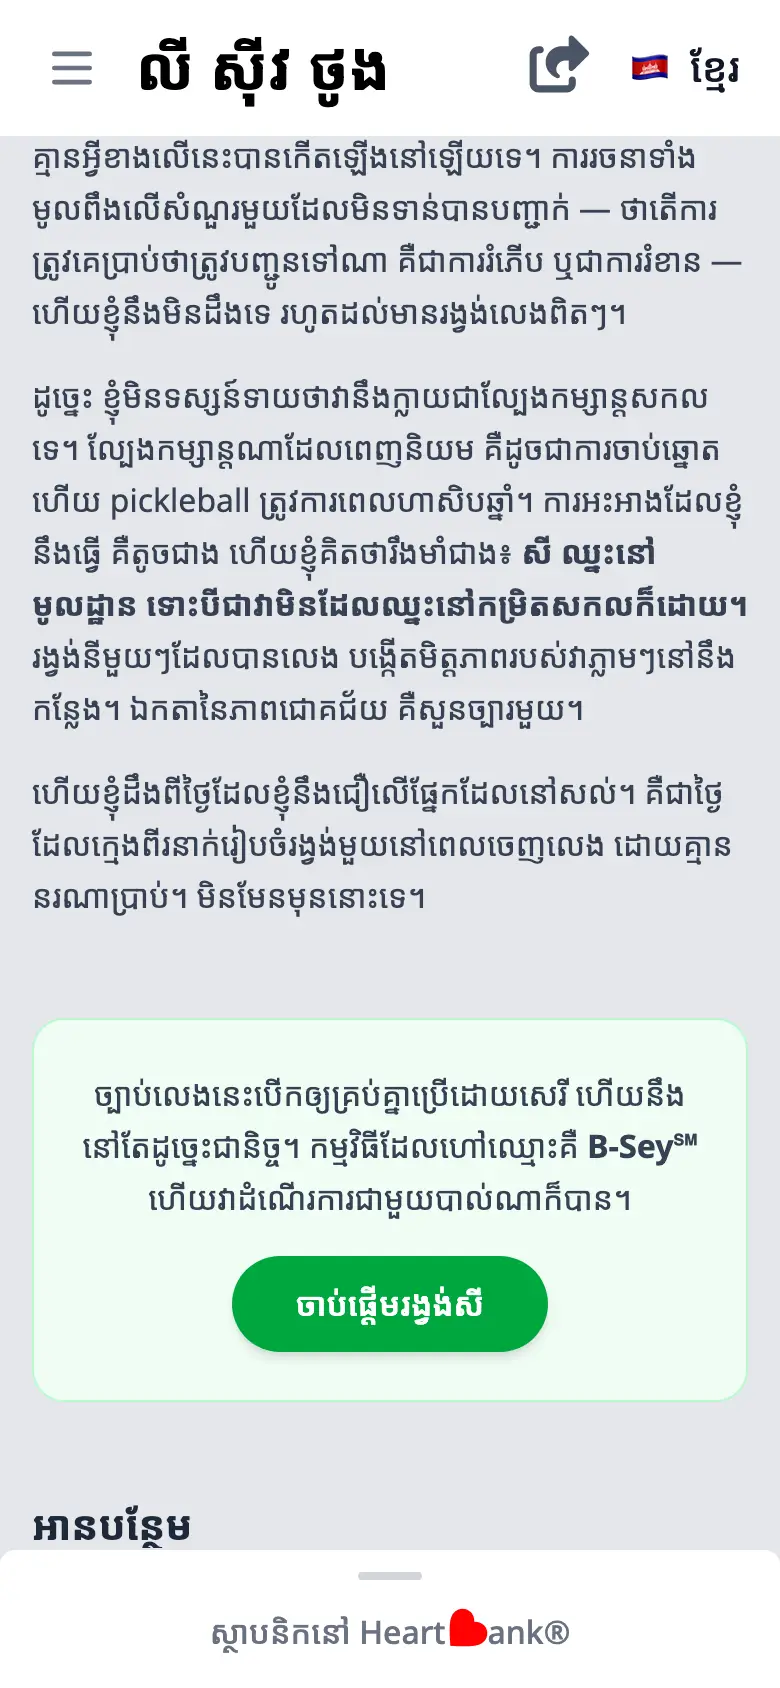 លី ស៊ីវ ថូង
ខ្មែរ
គ្មានអ្វីខាងលើនេះបានកើតឡើងនៅឡើយទេ។ ការរចនាទាំង
មូលពឹងលើសំណួរមួយដែលមិនទាន់បានបញ្ជាក់ — ថាតើការ
ត្រូវគេប្រាប់ថាត្រូវបញ្ជូនទៅណា គឺជាការរំភើប ឬជាការរំខាន —
ហើយខ្ញុំនឹងមិនដឹងទេ រហូតដល់មានរង្វង់លេងពិតៗ។
ដូច្នេះ ខ្ញុំមិនទស្សន៍ទាយថាវានឹងក្លាយជាល្បែងកម្សាន្តសកល
ទេ។ ល្បែងកម្សាន្តណាដែលពេញនិយម គឺដូចជាការចាប់ឆ្នោត
ហើយ pickleball ត្រូវការពេលហាសិបឆ្នាំ។ ការអះអាងដែលខ្ញុំ
នឹងធ្វើ គឺតូចជាង ហើយខ្ញុំគិតថារឹងមាំជាង៖ សី ឈ្នះនៅ
មូលដ្ឋាន ទោះបីជាវាមិនដែលឈ្នះនៅកម្រិតសកលក៏ដោយ។
រង្វង់នីមួយៗដែលបានលេង បង្កើតមិត្តភាពរបស់វាភ្លាមៗនៅនឹង
កន្លែង។ ឯកតានៃភាពជោគជ័យ គឺសួនច្បារមួយ។
ហើយខ្ញុំដឹងពីថ្ងៃដែលខ្ញុំនឹងជឿលើផ្នែកដែលនៅសល់។ គឺជាថ្ងៃ
ដែលក្មេងពីរនាក់រៀបចំរង្វង់មួយនៅពេលចេញលេង ដោយគ្មាន
នរណាប្រាប់។ មិនមែនមុននោះទេ។
ច្បាប់លេងនេះបើកឲ្យគ្រប់គ្នាប្រើដោយសេរី ហើយនឹង
នៅតែដូច្នេះជានិច្ច។ កម្មវិធីដែលហៅឈ្មោះគឺ B-Sey℠
ហើយវាដំណើរការជាមួយបាល់ណាក៏បាន។
ចាប់ផ្តើមរង្វង់សី
អានបន្ថែម
ស្ថាបនិកនៅ Heart ank®